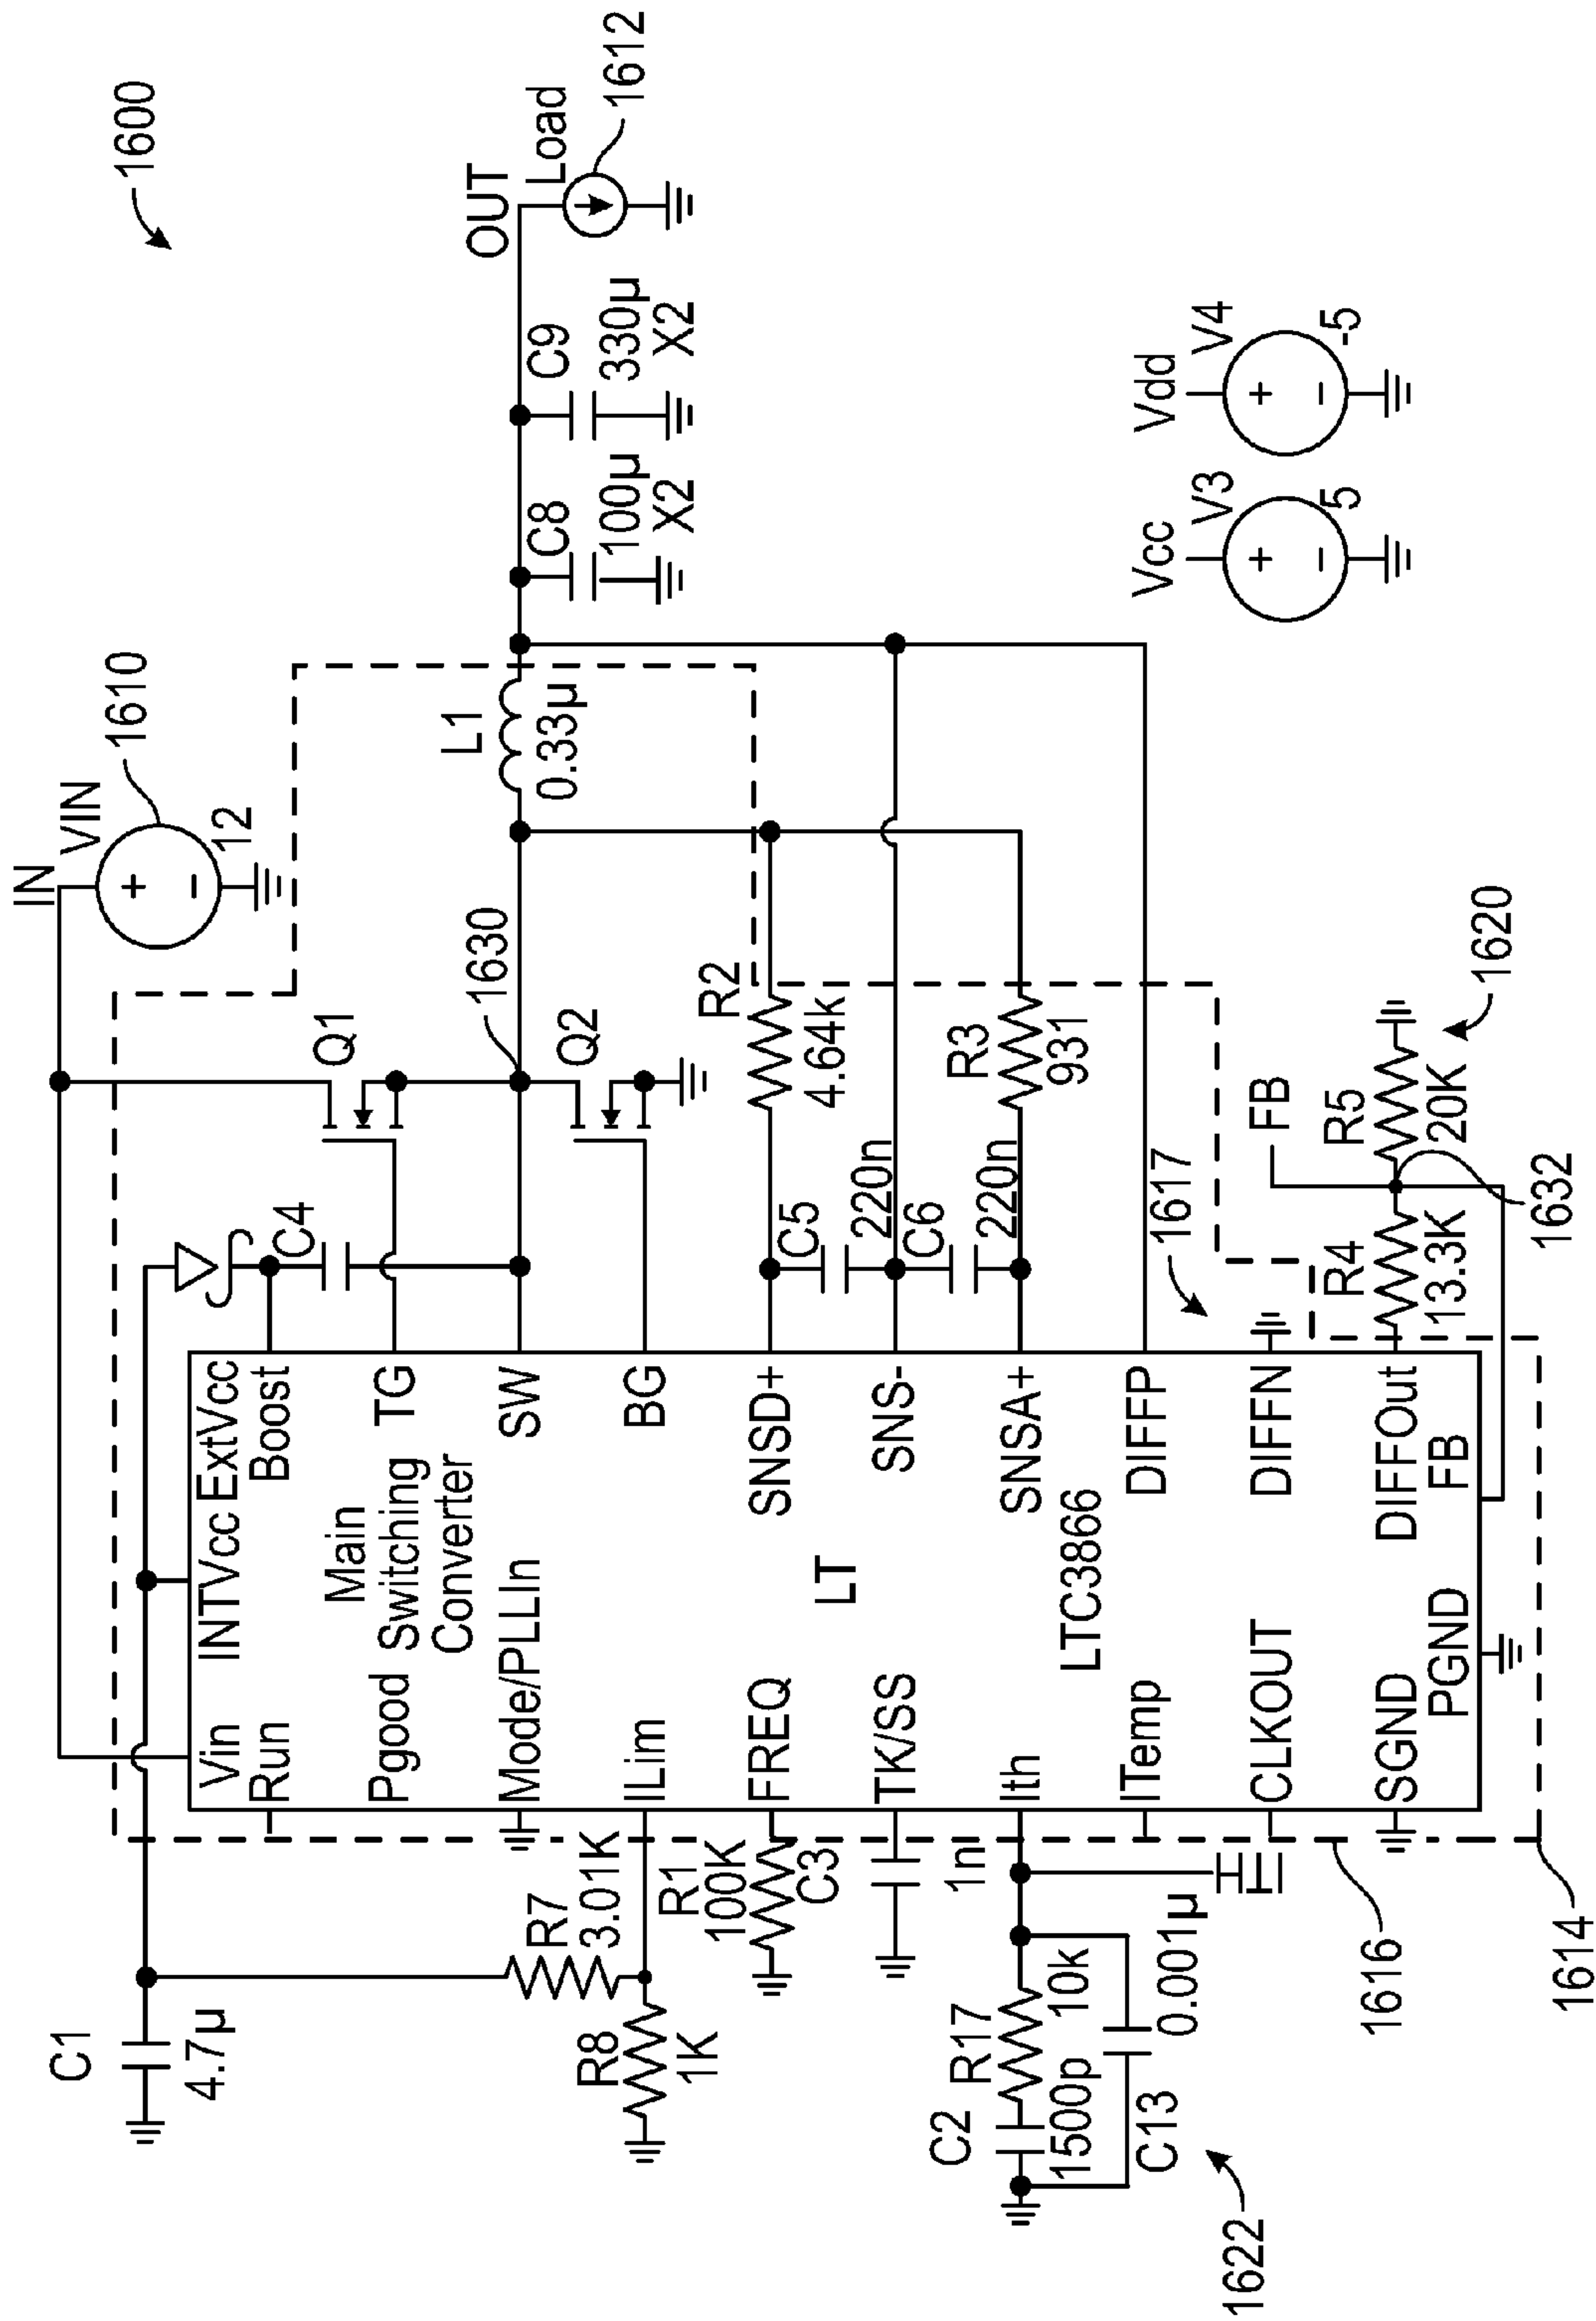 1600
IN
VIN
1610
12
C1
4.7µ
Vin
INTVcc
ExtVcc
Run
Boost
Pgood
Main
Switching
Converter
TG
Mode/PLLIn
SW
ILim
BG
FREQ
SNSD+
TK/SS
LT
SNS-
Ith
LTC3866
SNSA+
ITemp
DIFFP
CLKOUT
DIFFN
SGND
DIFFOut
PGND
FB
C4
Q1
1630
Q2
L1
0.33µ
OUT
Load
1612
C8
100µ
X2
C9
330µ
X2
R7
3.01K
R8
1K
R1
100K
C3
1n
R2
4.64k
C5
220n
C6
220n
R3
931
1617
C2
1500p
R17
10k
C13
0.001µ
1622
1616
1614
FB
R4
13.3K
R5
20K
1632
1620
Vcc
V3
5
Vdd
V4
-5